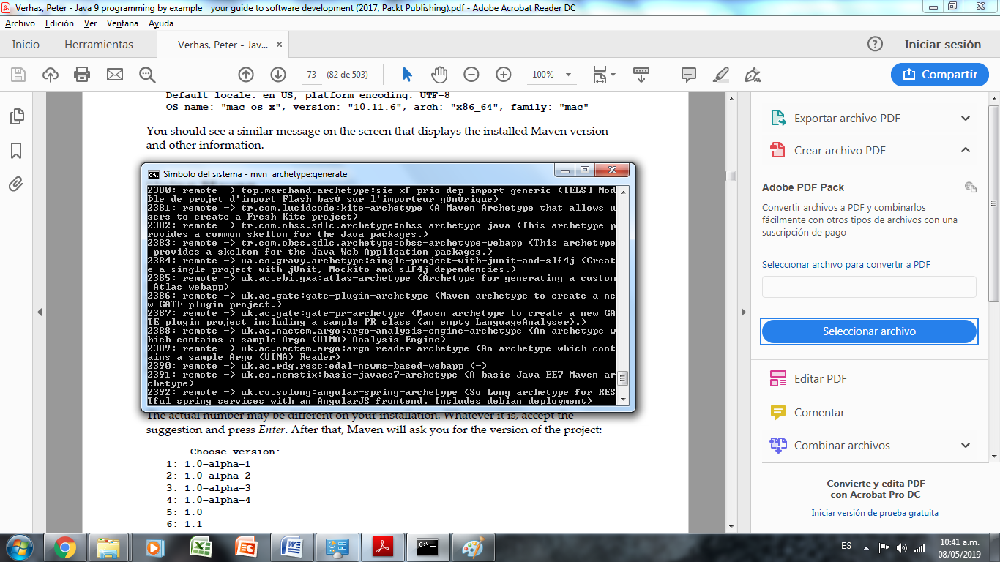 Verhas, Peter - Java 9 programming by example _ your guide to software development (2017, Packt Publishing).pdf - Adobe Acrobat Reader DC
Archivo Edición Ver Ventana Ayuda
Inicio Herramientas Verhas, Peter - Jav... × Iniciar sesión
73 (82 de 503) 100% Compartir
Default locale: en_US, platform encoding: UTF-8
OS name: "mac os x", version: "10.11.6", arch: "x86_64", family: "mac"
You should see a similar message on the screen that displays the installed Maven version
and other information.
Símbolo del sistema - mvn archetype:generate
2380: remote -> top.marchand.archetype:sie-xf-prio-dep-import-generic ([ELS] Mod
Þle de projet d'import Flash basÚ sur l'importeur gÚnÚrique)
2381: remote -> tr.com.lucidcode:kite-archetype (A Maven Archetype that allows u
sers to create a Fresh Kite project)
2382: remote -> tr.com.obss.sdlc.archetype:obss-archetype-java (This archetype p
rovides a common skelton for the Java packages.)
2383: remote -> tr.com.obss.sdlc.archetype:obss-archetype-webapp (This archetype
 provides a skelton for the Java Web Application packages.)
2384: remote -> ua.co.gravy.archetype:single-project-with-junit-and-slf4j (Creat
e a single project with jUnit, Mockito and slf4j dependencies.)
2385: remote -> uk.ac.ebi.gxa:atlas-archetype (Archetype for generating a custom
 Atlas webapp)
2386: remote -> uk.ac.gate:gate-plugin-archetype (Maven archetype to create a ne
w GATE plugin project.)
2387: remote -> uk.ac.gate:gate-pr-archetype (Maven archetype to create a new GA
TE plugin project including a sample PR class (an empty LanguageAnalyser).)
2388: remote -> uk.ac.nactem.argo:argo-analysis-engine-archetype (An archetype w
hich contains a sample Argo (UIMA) Analysis Engine)
2389: remote -> uk.ac.nactem.argo:argo-reader-archetype (An archetype which cont
ains a sample Argo (UIMA) Reader)
2390: remote -> uk.ac.rdg.resc:edal-ncwms-based-webapp (-)
2391: remote -> uk.co.nemstix:basic-javaee7-archetype (A basic Java EE7 Maven ar
chetype)
2392: remote -> uk.co.solong:angular-spring-archetype (So Long archetype for RES
Tful spring services with an AngularJS frontend. Includes debian deployment)
The actual number may be different on your installation. Whatever it is, accept the
suggestion and press Enter. After that, Maven will ask you for the version of the project:
Choose version:
1: 1.0-alpha-1
2: 1.0-alpha-2
3: 1.0-alpha-3
4: 1.0-alpha-4
5: 1.0
6: 1.1
Exportar archivo PDF
Crear archivo PDF
Adobe PDF Pack
Convertir archivos a PDF y combinarlos
fácilmente con otros tipos de archivos con una
suscripción de pago
Seleccionar archivo para convertir a PDF
Seleccionar archivo
Editar PDF
Comentar
Combinar archivos
Convierte y edita PDF
con Acrobat Pro DC
Iniciar versión de prueba gratuita
ES 10:41 a.m.
08/05/2019